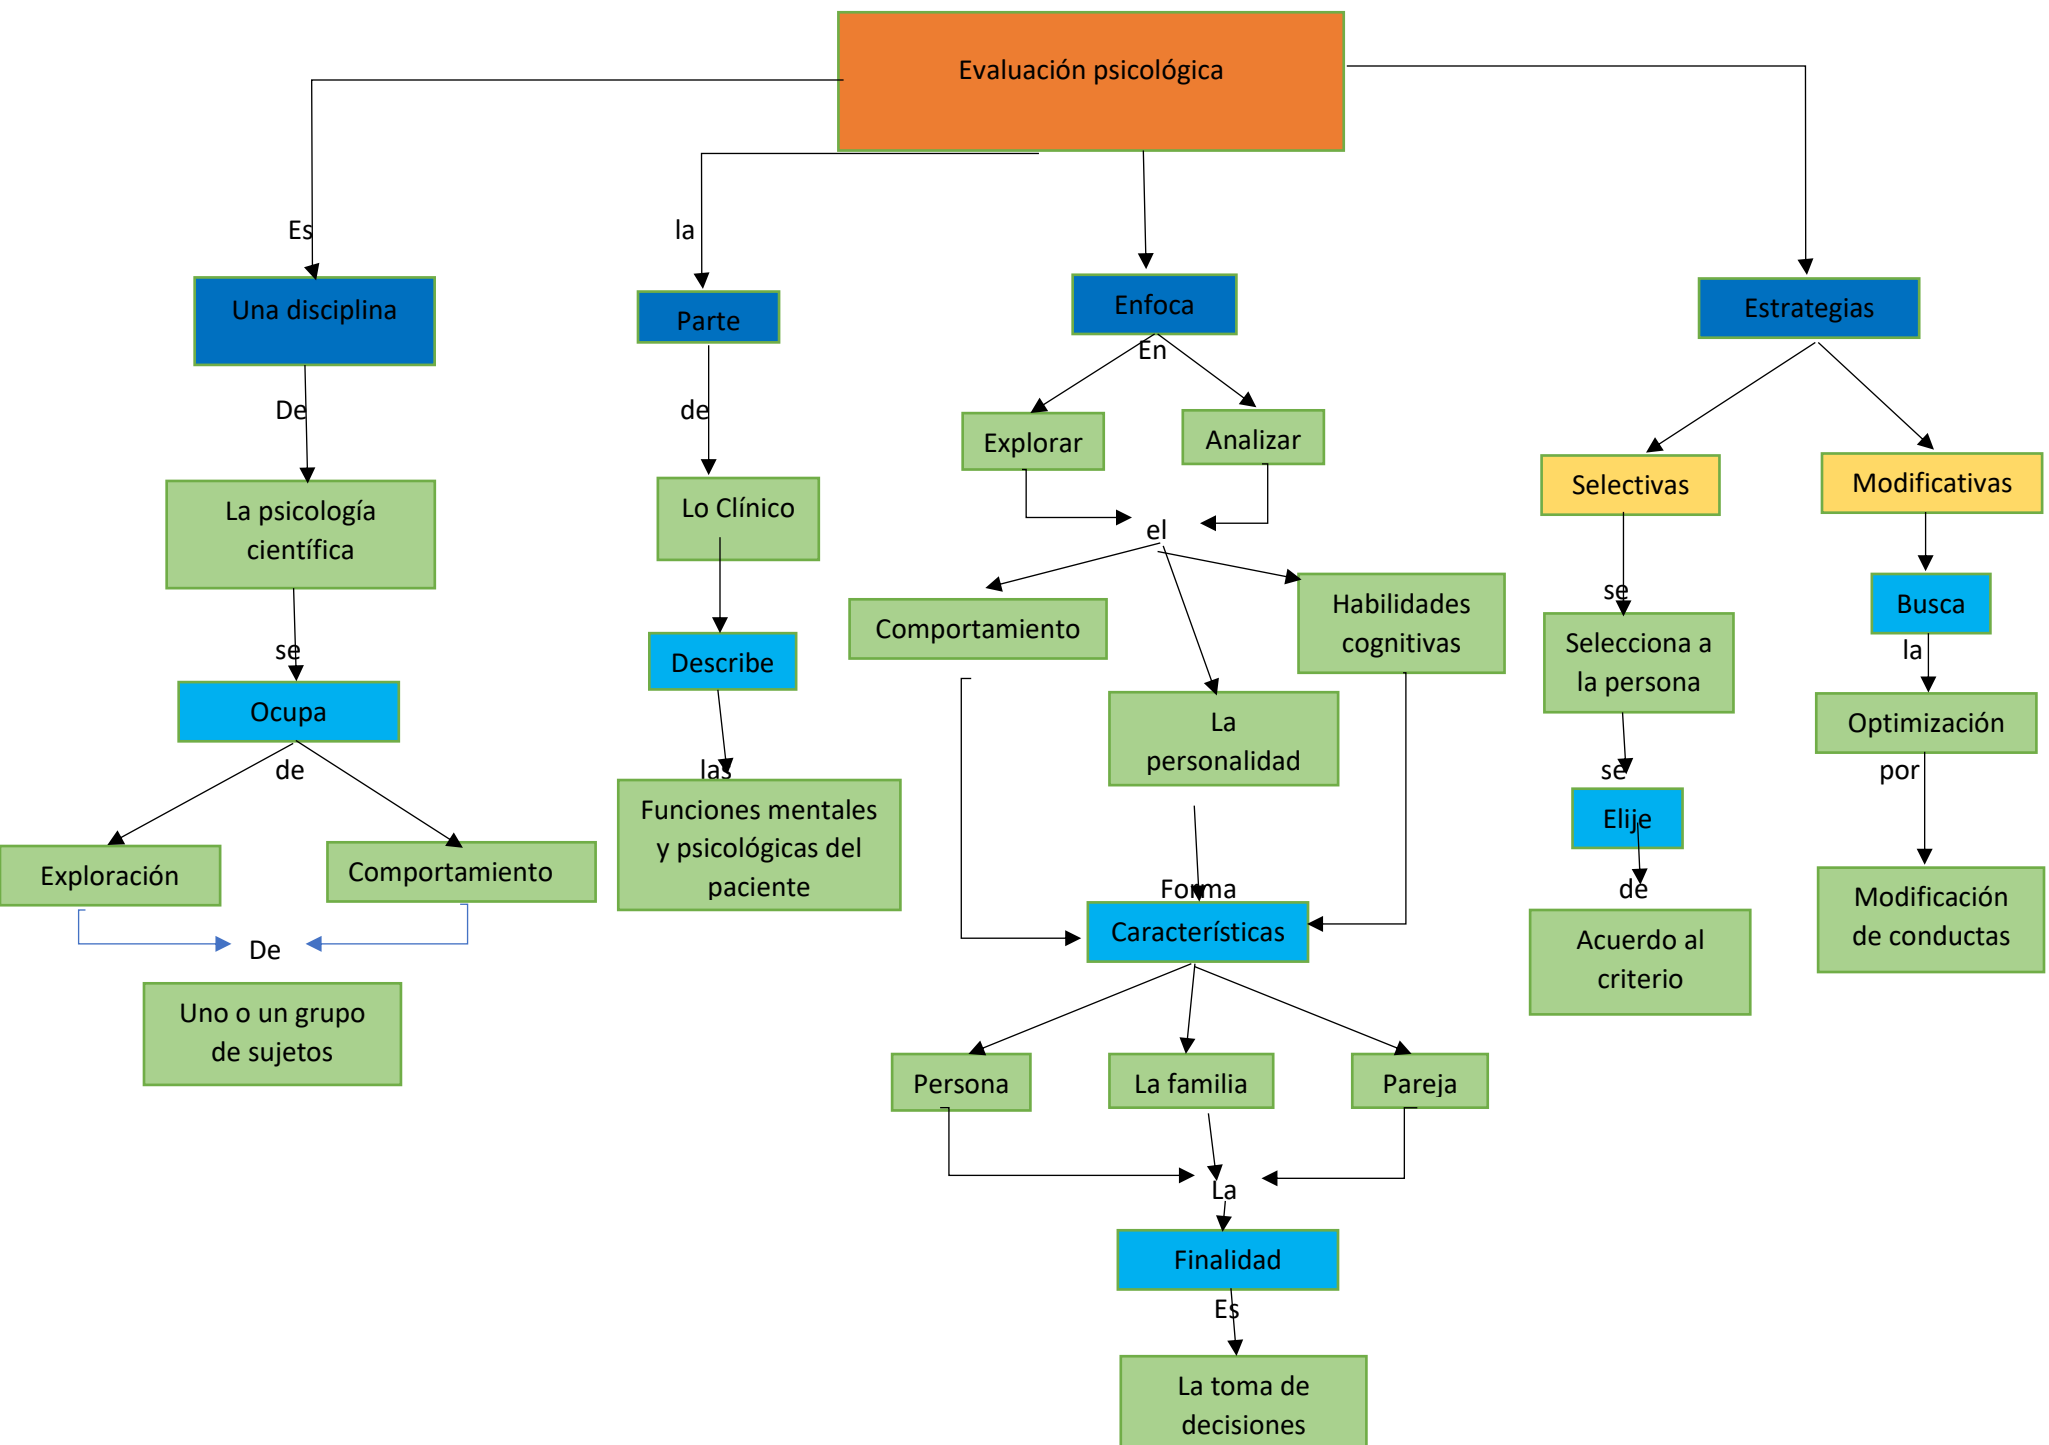 Evaluación psicológica
Es
Una disciplina
De
La psicología
científica
se
Ocupa
de
Exploración
Comportamiento
De
Uno o un grupo
de sujetos
la
Parte
de
Lo Clínico
Describe
las
Funciones mentales
y psicológicas del
paciente
Enfoca
En
Explorar
Analizar
el
Comportamiento
La
personalidad
Habilidades
cognitivas
Forma
Características
Persona
La familia
Pareja
La
Finalidad
Es
La toma de
decisiones
Estrategias
Selectivas
se
Selecciona a
la persona
se
Elije
de
Acuerdo al
criterio
Modificativas
Busca
la
Optimización
por
Modificación
de conductas